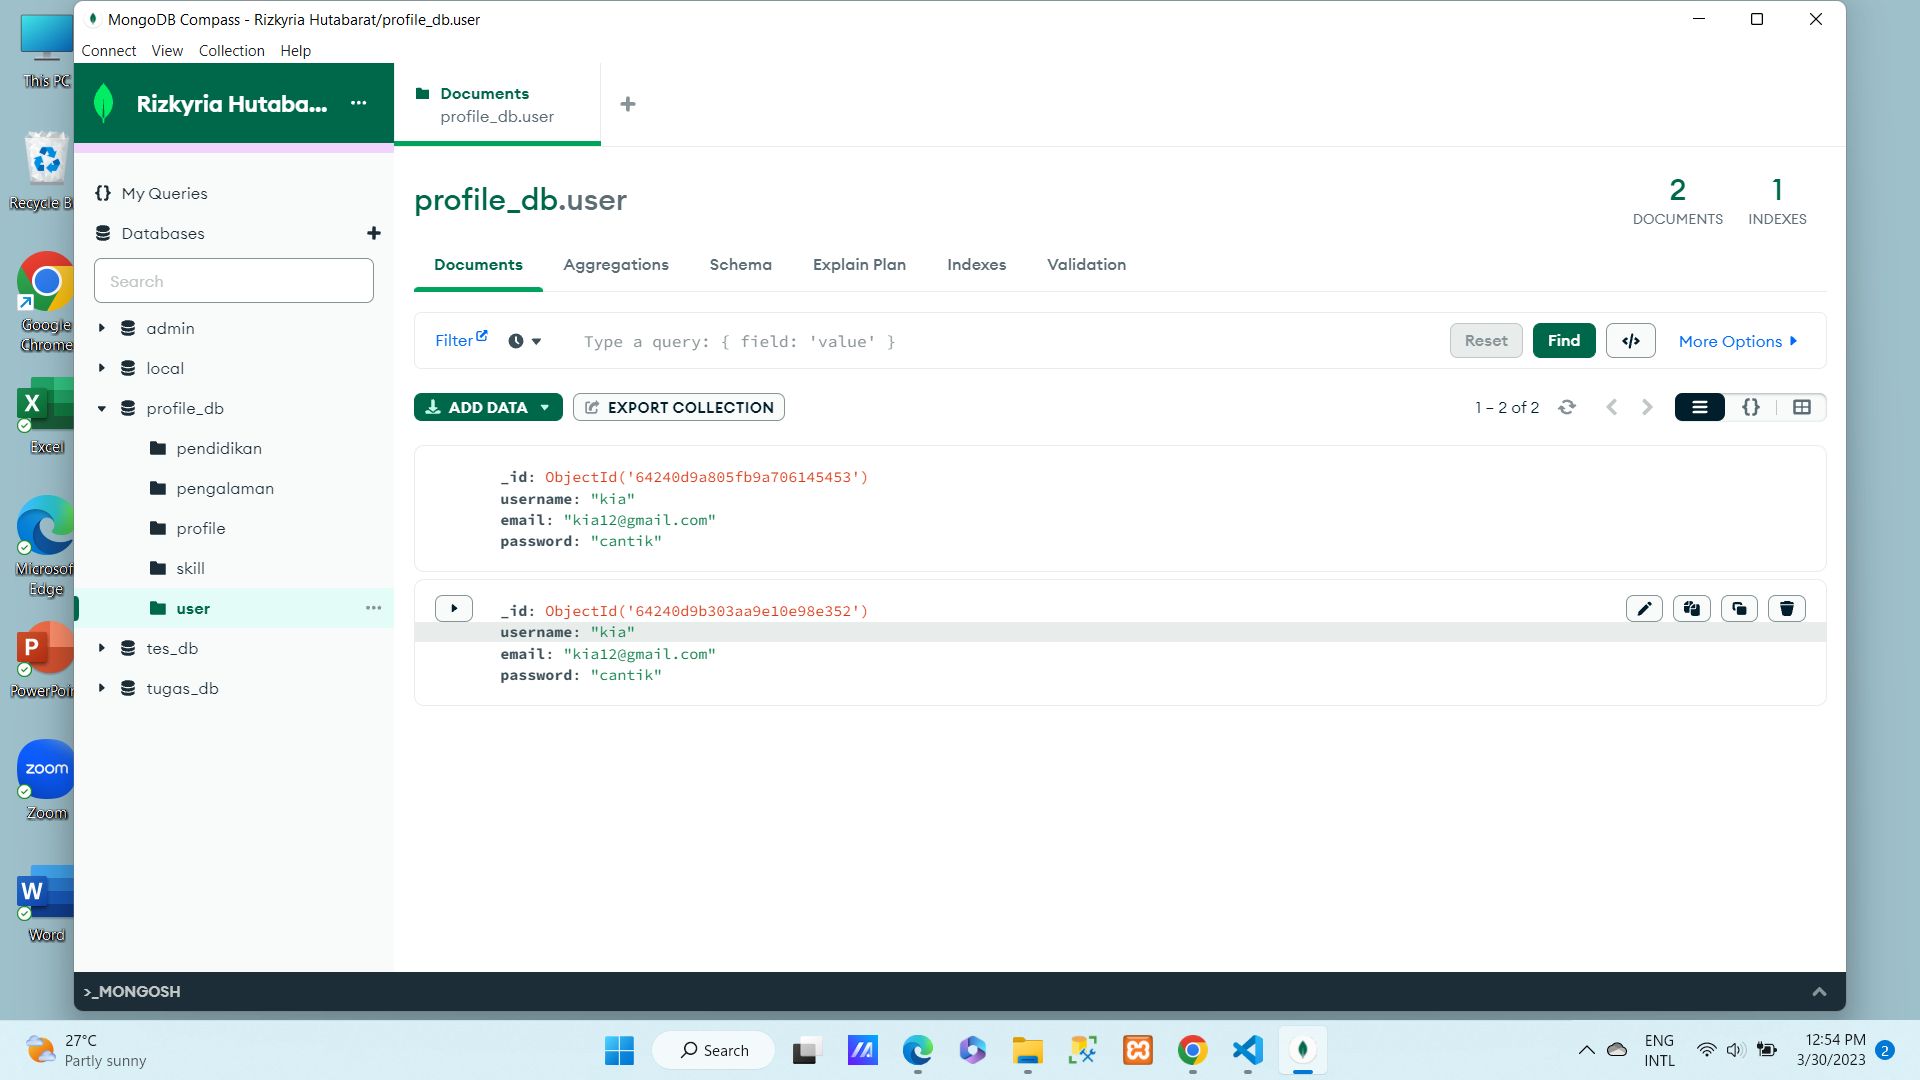 MongoDB Compass - Rizkyria Hutabarat/profile_db.user
Connect View Collection Help
This PC
Recycle B
Google
Chrome
Excel
Microsof
Edge
PowerPoin
zoom
Zoom
Word
Rizkyria Hutaba...
My Queries
Databases
Search
admin
local
profile_db
pendidikan
pengalaman
profile
skill
user
tes_db
tugas_db
Documents
profile_db.user
profile_db.user
2
DOCUMENTS
1
INDEXES
Documents Aggregations Schema Explain Plan Indexes Validation
Filter Type a query: { field: 'value' } Reset Find </> More Options
ADD DATA EXPORT COLLECTION 1 – 2 of 2 {}
_id: ObjectId('64240d9a805fb9a706145453')
username: "kia"
email: "kia12@gmail.com"
password: "cantik"
_id: ObjectId('64240d9b303aa9e10e98e352')
username: "kia"
email: "kia12@gmail.com"
password: "cantik"
>_MONGOSH
27°C
Partly sunny
Search
ENG
INTL
12:54 PM
3/30/2023
2